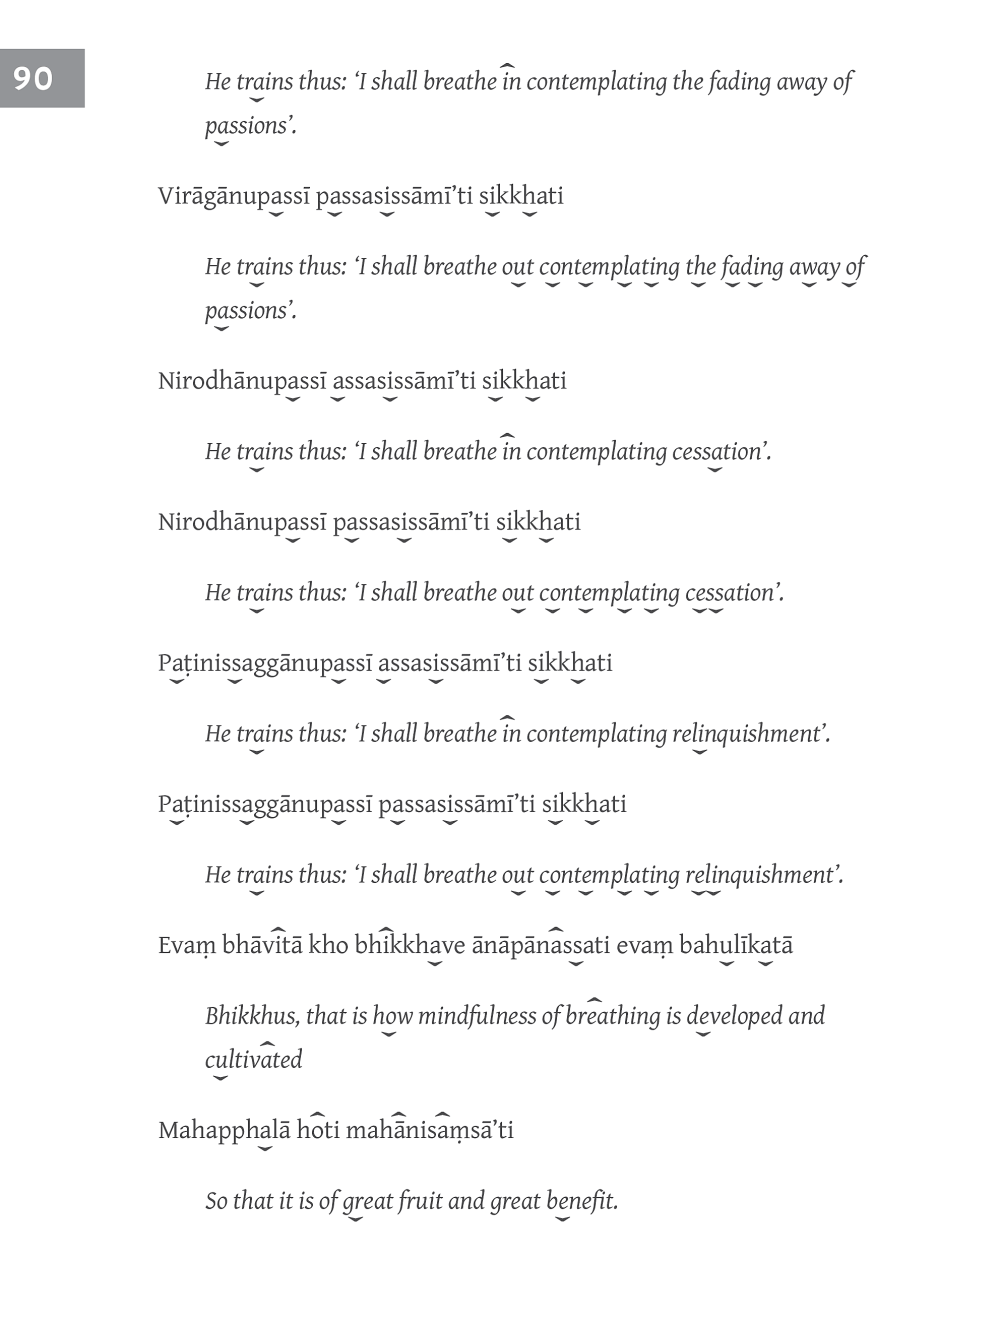 90
He trains thus: ‘I shall breathe in contemplating the fading away of
passions’.
Virāgānupassī passasissāmī’ti sikkhati
He trains thus: ‘I shall breathe out contemplating the fading away of
passions’.
Nirodhānupassī assasissāmī’ti sikkhati
He trains thus: ‘I shall breathe in contemplating cessation’.
Nirodhānupassī passasissāmī’ti sikkhati
He trains thus: ‘I shall breathe out contemplating cessation’.
Paṭinissaggānupassī assasissāmī’ti sikkhati
He trains thus: ‘I shall breathe in contemplating relinquishment’.
Paṭinissaggānupassī passasissāmī’ti sikkhati
He trains thus: ‘I shall breathe out contemplating relinquishment’.
Evaṃ bhāvitā kho bhikkhave ānāpānassati evaṃ bahulīkatā
Bhikkhus, that is how mindfulness of breathing is developed and
cultivated
Mahapphalā hoti mahānisaṃsā’ti
So that it is of great fruit and great benefit.